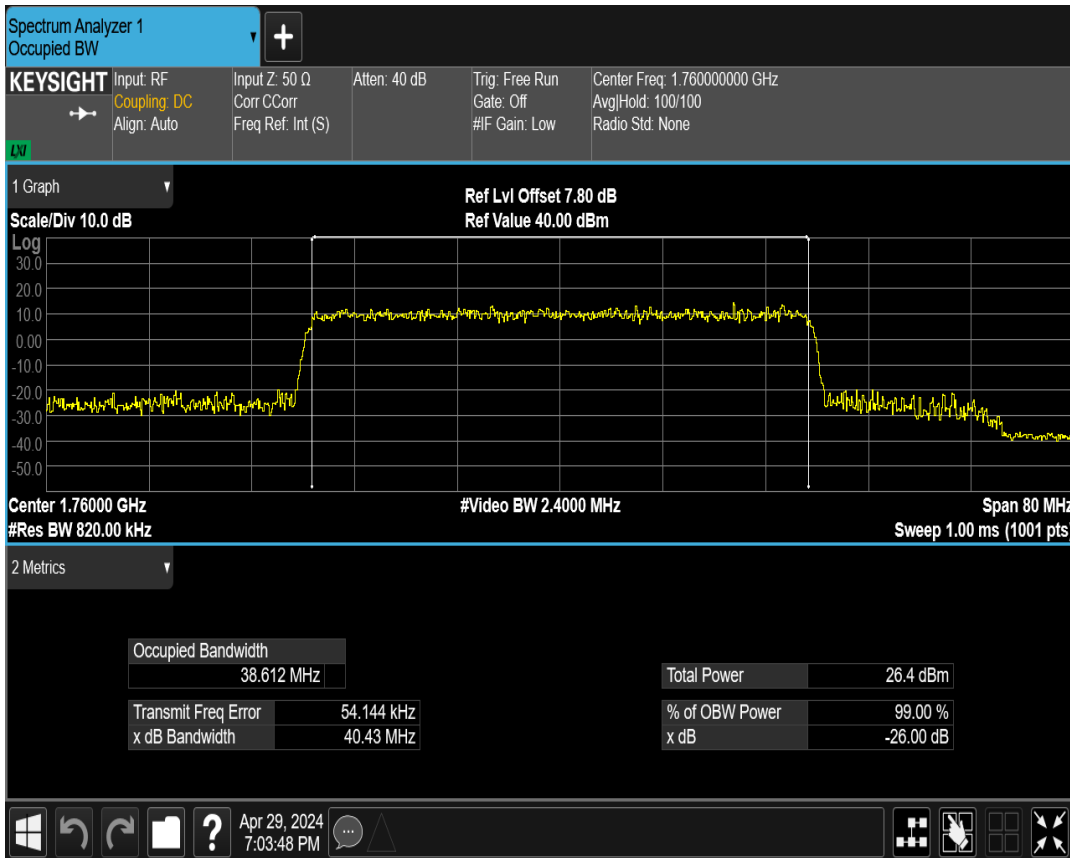 Spectrum Analyzer 1
Occupied BW
KEYSIGHT
LXI
Input: RF
Coupling: DC
Align: Auto
Input Z: 50 Ω
Corr CCorr
Freq Ref: Int (S)
Atten: 40 dB
Trig: Free Run
Gate: Off
#IF Gain: Low
Center Freq: 1.760000000 GHz
Avg|Hold: 100/100
Radio Std: None
1 Graph
Scale/Div 10.0 dB
Ref Lvl Offset 7.80 dB
Ref Value 40.00 dBm
Log
30.0
20.0
10.0
0.00
-10.0
-20.0
-30.0
-40.0
-50.0
Center 1.76000 GHz
#Video BW 2.4000 MHz
Span 80 MHz
#Res BW 820.00 kHz
Sweep 1.00 ms (1001 pts)
2 Metrics
Occupied Bandwidth
38.612 MHz
Total Power 26.4 dBm
Transmit Freq Error 54.144 kHz
% of OBW Power 99.00 %
x dB Bandwidth 40.43 MHz
x dB -26.00 dB
?
Apr 29, 2024
7:03:48 PM